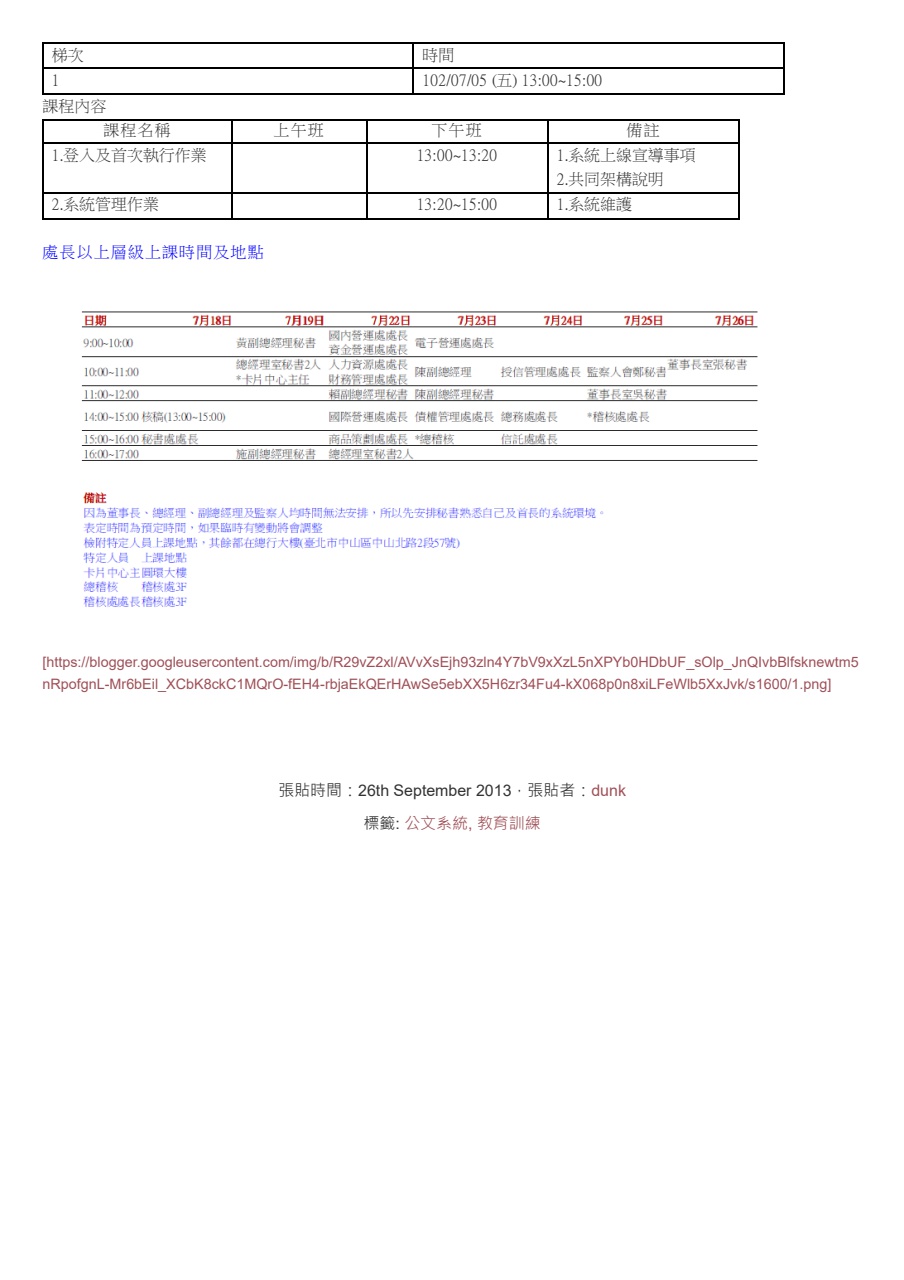 梯次 時間
1 102/07/05 (五) 13:00~15:00
課程內容
課程名稱 上午班 下午班 備註
1.登入及首次執行作業 13:00~13:20 1.系統上線宣導事項
2.共同架構說明
2.系統管理作業 13:20~15:00 1.系統維護
處長以上層級上課時間及地點
日期 7月18日 7月19日 7月22日 7月23日 7月24日 7月25日 7月26日
9:00~10:00 黃副總經理秘書 國內營運處處長 電子營運處處長
資金營運處處長
10:00~11:00 總經理室秘書2人 人力資源處處長 陳副總經理 授信管理處處長 監察人會鄭秘書 董事長室張秘書
*卡片中心主任 財務管理處處長
11:00~12:00 賴副總經理秘書 陳副總經理秘書 董事長室吳秘書
14:00~15:00 核稿(13:00~15:00) 國際營運處處長 債權管理處處長 總務處處長 *稽核處處長
15:00~16:00 秘書處處長 商品策劃處處長 *總稽核 信託處處長
16:00~17:00 施副總經理秘書 總經理室秘書2人
備註
因為董事長、總經理、副總經理及監察人均時間無法安排，所以先安排秘書熟悉自己及首長的系統環境。
表定時間為預定時間，如果臨時有變動將會調整
檢附特定人員上課地點，其餘都在總行大樓(臺北市中山區中山北路2段57號)
特定人員 上課地點
卡片中心主 圓環大樓
總稽核 稽核處3F
稽核處處長 稽核處3F
[https://blogger.googleusercontent.com/img/b/R29vZ2xl/AVvXsEjh93zln4Y7bV9xXzL5nXPYb0HDbUF_sOlp_JnQIvbBlfsknewtm5
nRpofgnL-Mr6bEiI_XCbK8ckC1MQrO-fEH4-rbjaEkQErHAwSe5ebXX5H6zr34Fu4-kX068p0n8xiLFeWlb5XxJvk/s1600/1.png]
張貼時間：26th September 2013，張貼者：dunk
標籤: 公文系統, 教育訓練